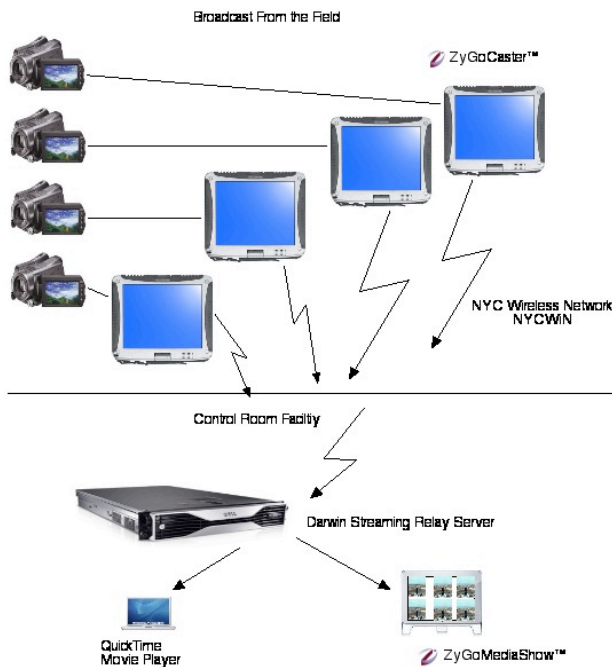 Broadcast From the Field
ZyGoCaster™
NYC Wireless Network
NYCWiN
Control Room Faciltiy
Darwin Streaming Relay Server
QuickTime
Movie Player
ZyGoMediaShow™